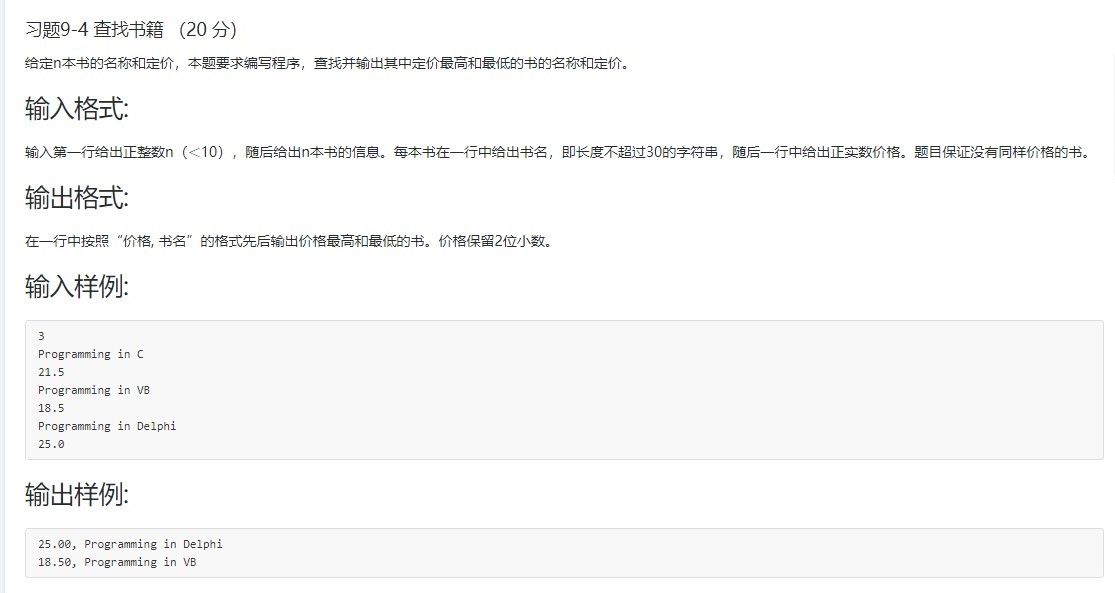 习题9-4 查找书籍 （20 分）
给定n本书的名称和定价，本题要求编写程序，查找并输出其中定价最高和最低的书的名称和定价。
输入格式:
输入第一行给出正整数n（<10），随后给出n本书的信息。每本书在一行中给出书名，即长度不超过30的字符串，随后一行中给出正实数价格。题目保证没有同样价格的书。
输出格式:
在一行中按照“价格, 书名”的格式先后输出价格最高和最低的书。价格保留2位小数。
输入样例:
3
Programming in C
21.5
Programming in VB
18.5
Programming in Delphi
25.0
输出样例:
25.00, Programming in Delphi
18.50, Programming in VB